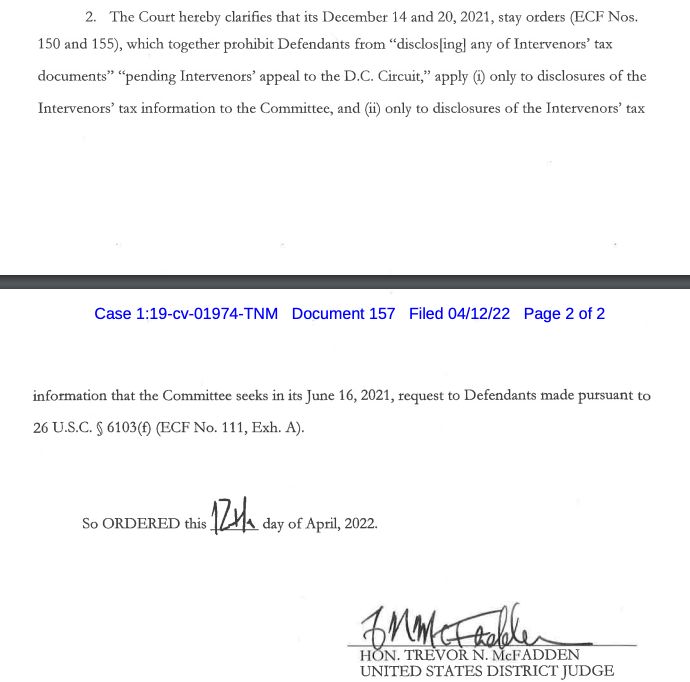 2. The Court hereby clarifies that its December 14 and 20, 2021, stay orders (ECF Nos.
150 and 155), which together prohibit Defendants from “disclos[ing] any of Intervenors’ tax
documents” “pending Intervenors’ appeal to the D.C. Circuit,” apply (i) only to disclosures of the
Intervenors’ tax information to the Committee, and (ii) only to disclosures of the Intervenors’ tax
Case 1:19-cv-01974-TNM Document 157 Filed 04/12/22 Page 2 of 2
information that the Committee seeks in its June 16, 2021, request to Defendants made pursuant to
26 U.S.C. § 6103(f) (ECF No. 111, Exh. A).
So ORDERED this 12th day of April, 2022.
TNMcFadden
HON. TREVOR N. McFADDEN
UNITED STATES DISTRICT JUDGE